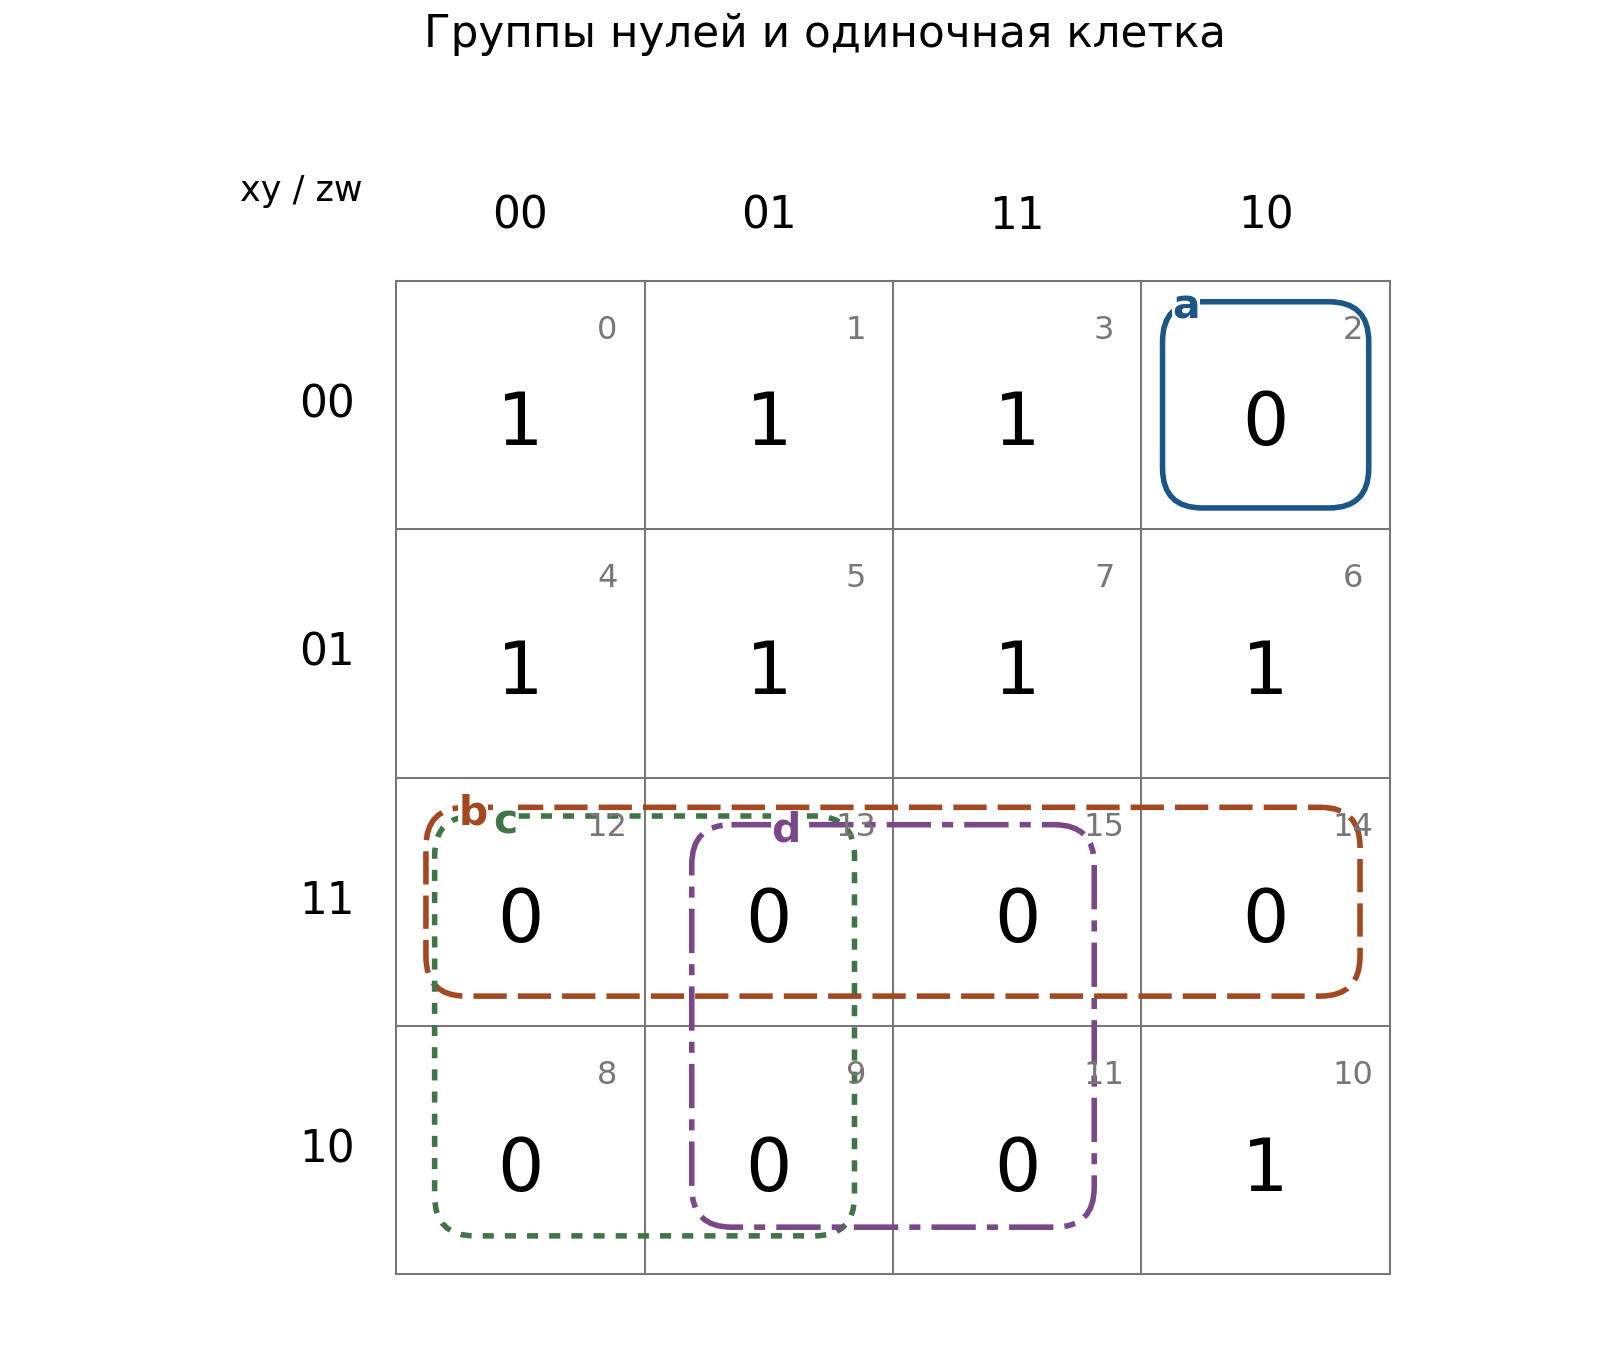 Группы нулей и одиночная клетка
xy / zw
00 01 11 10
a
0 1 3 2
00 1 1 1 0
4 5 7 6
01 1 1 1 1
b c d
12 13 15 14
11 0 0 0 0
8 9 11 10
10 0 0 0 1